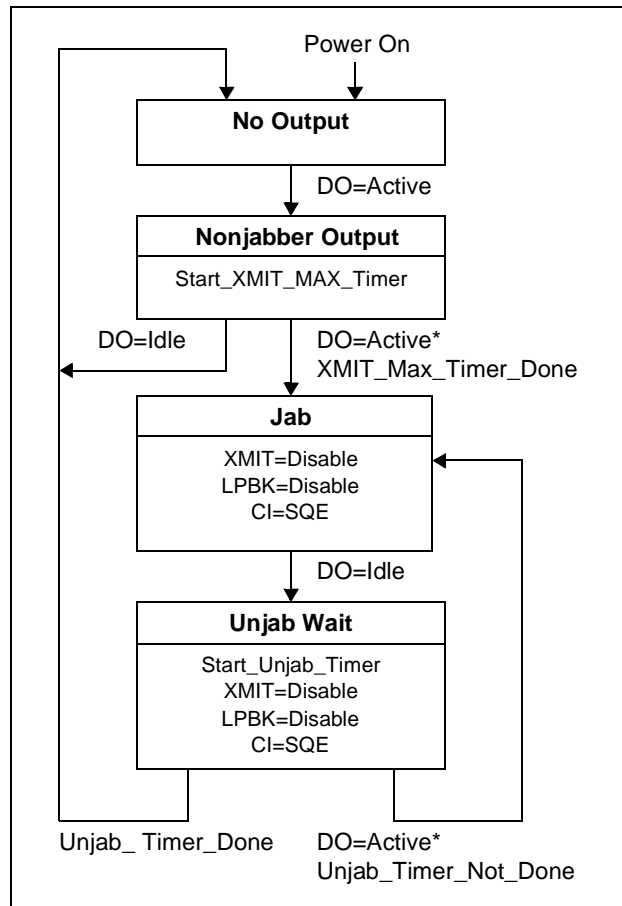 Power On
No Output
DO=Active
Nonjabber Output
Start_XMIT_MAX_Timer
DO=Idle
DO=Active*
XMIT_Max_Timer_Done
Jab
XMIT=Disable
LPBK=Disable
CI=SQE
DO=Idle
Unjab Wait
Start_Unjab_Timer
XMIT=Disable
LPBK=Disable
CI=SQE
Unjab_ Timer_Done
DO=Active*
Unjab_Timer_Not_Done